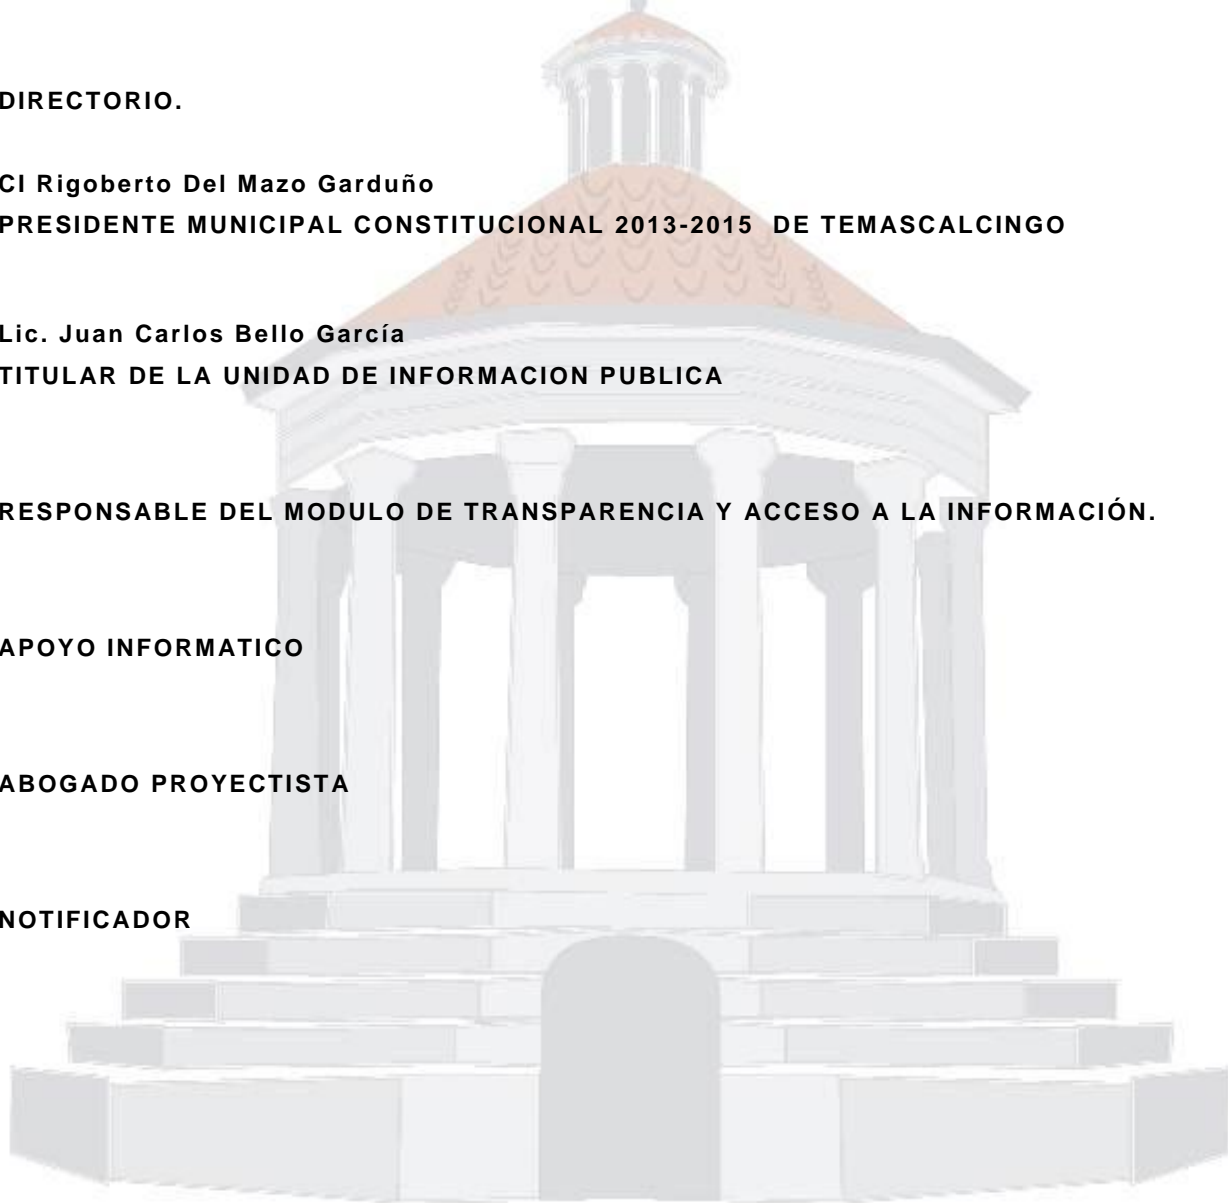 DIRECTORIO.
CI Rigoberto Del Mazo Garduño
PRESIDENTE MUNICIPAL CONSTITUCIONAL 2013-2015 DE TEMASCALCINGO
Lic. Juan Carlos Bello García
TITULAR DE LA UNIDAD DE INFORMACION PUBLICA
RESPONSABLE DEL MODULO DE TRANSPARENCIA Y ACCESO A LA INFORMACIÓN.
APOYO INFORMATICO
ABOGADO PROYECTISTA
NOTIFICADOR